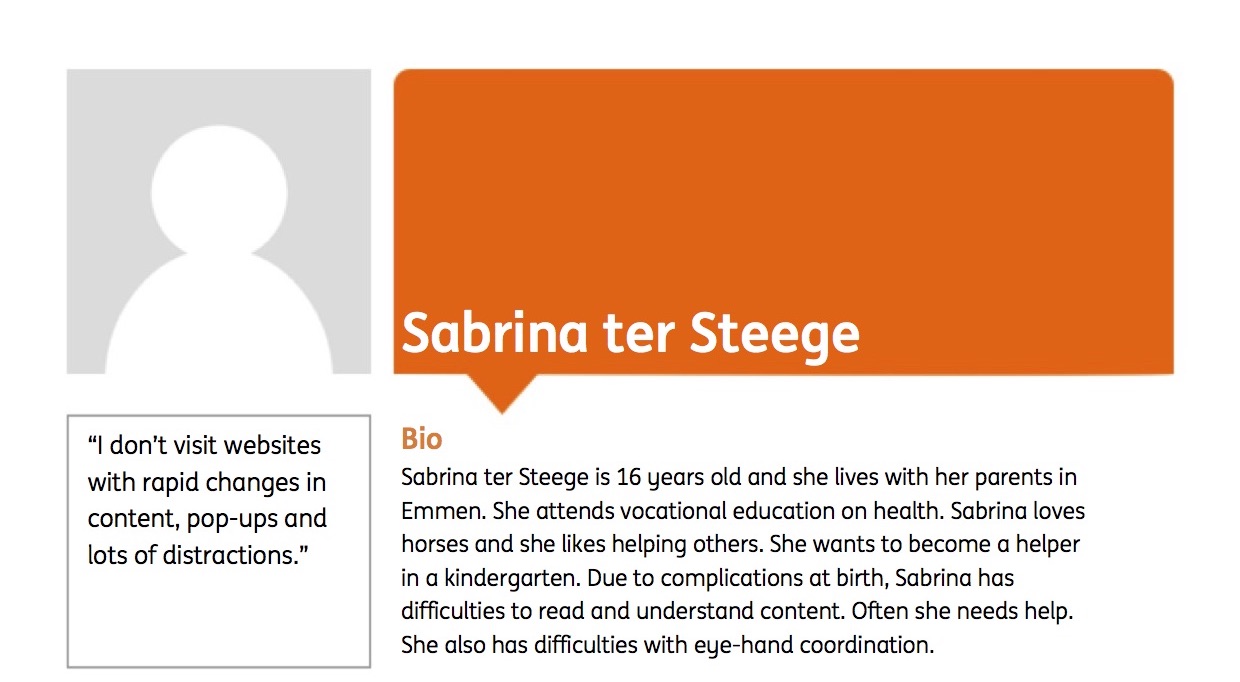 Sabrina ter Steege
“I don’t visit websites
with rapid changes in
content, pop-ups and
lots of distractions.”
Bio
Sabrina ter Steege is 16 years old and she lives with her parents in
Emmen. She attends vocational education on health. Sabrina loves
horses and she likes helping others. She wants to become a helper
in a kindergarten. Due to complications at birth, Sabrina has
difficulties to read and understand content. Often she needs help.
She also has difficulties with eye-hand coordination.